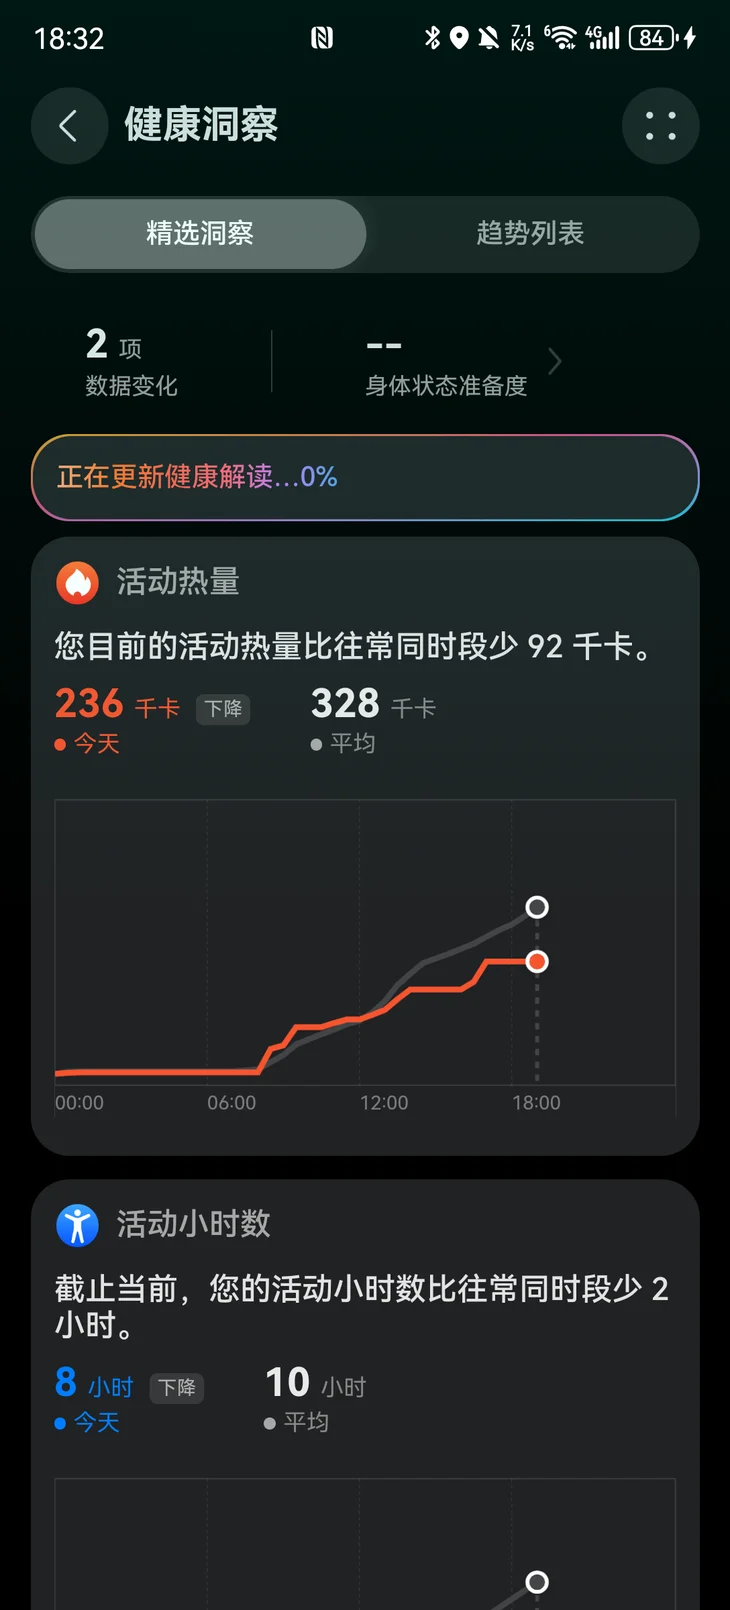 18:32
7.1 K/s 6 4G 84
健康洞察
精选洞察 趋势列表
2 项 --
数据变化 身体状态准备度
正在更新健康解读...0%
活动热量
您目前的活动热量比往常同时段少 92 千卡。
236 千卡 下降 328 千卡
今天 平均
00:00 06:00 12:00 18:00
活动小时数
截止当前，您的活动小时数比往常同时段少 2
小时。
8 小时 下降 10 小时
今天 平均